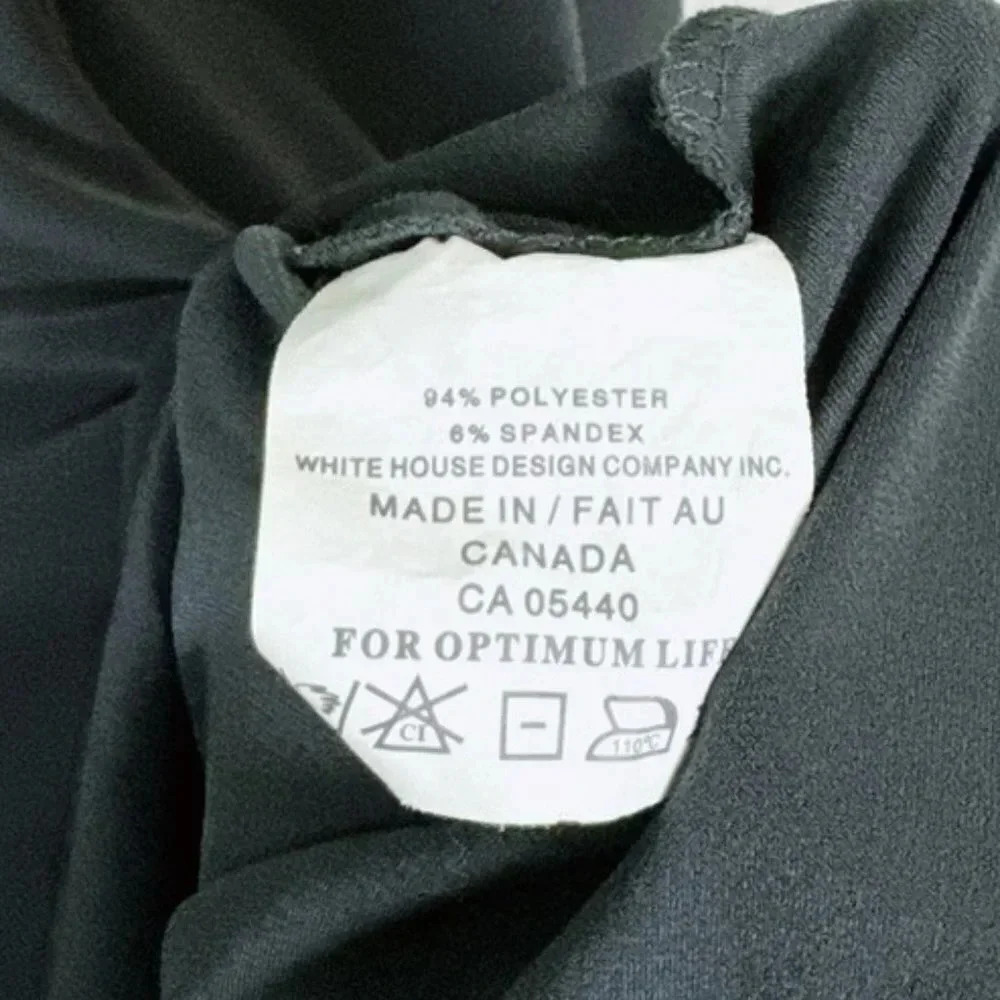 94% POLYESTER
6% SPANDEX
WHITE HOUSE DESIGN COMPANY INC.
MADE IN / FAIT AU
CANADA
CA 05440
FOR OPTIMUM
CI
110°C